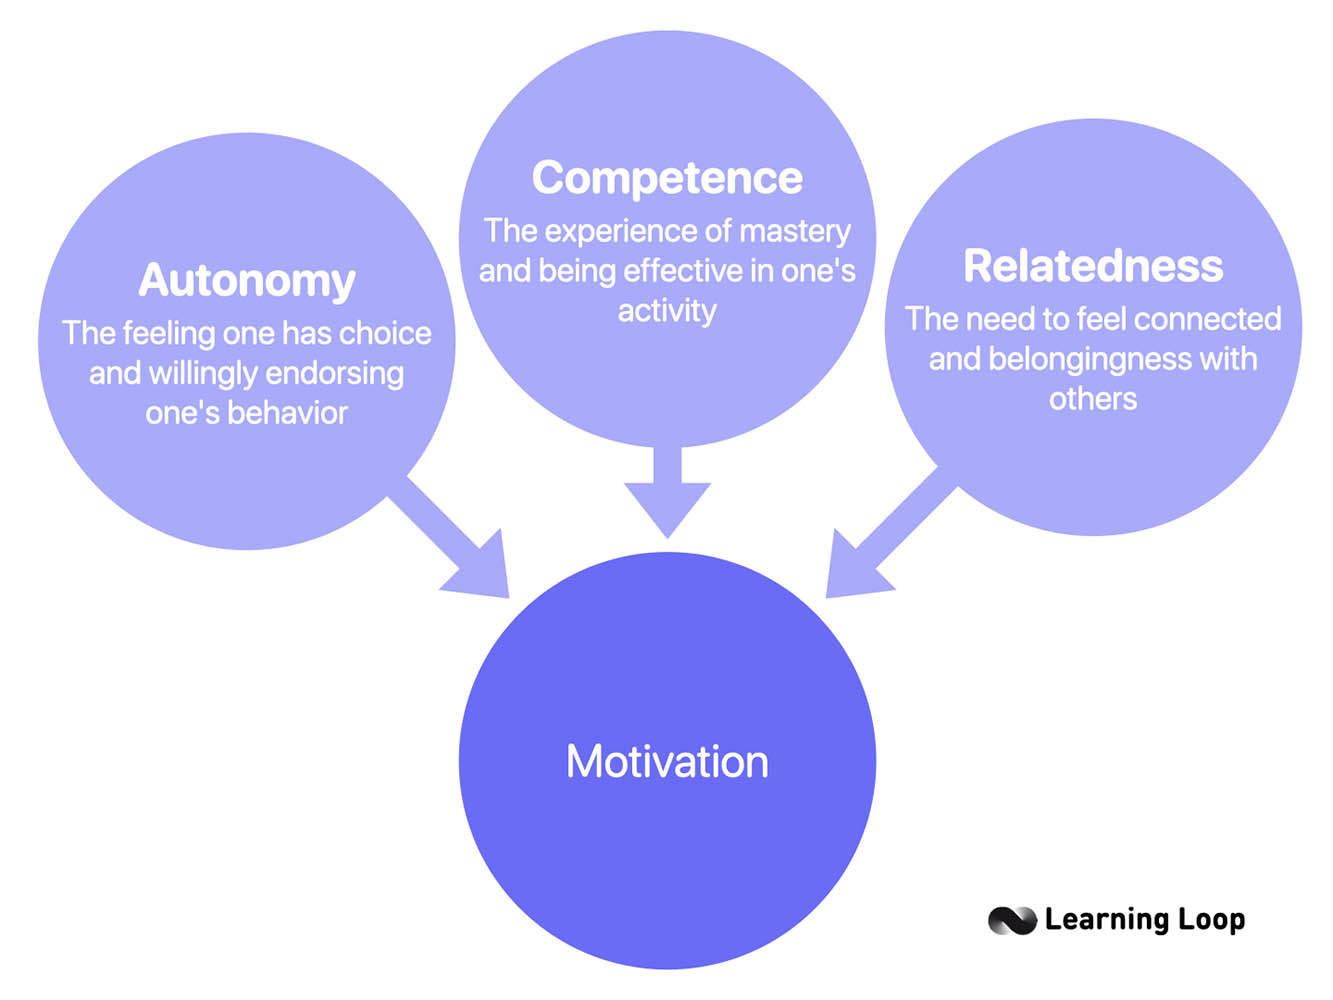 Autonomy
The feeling one has choice
and willingly endorsing
one's behavior
Competence
The experience of mastery
and being effective in one's
activity
Relatedness
The need to feel connected
and belongingness with
others
Motivation
Learning Loop